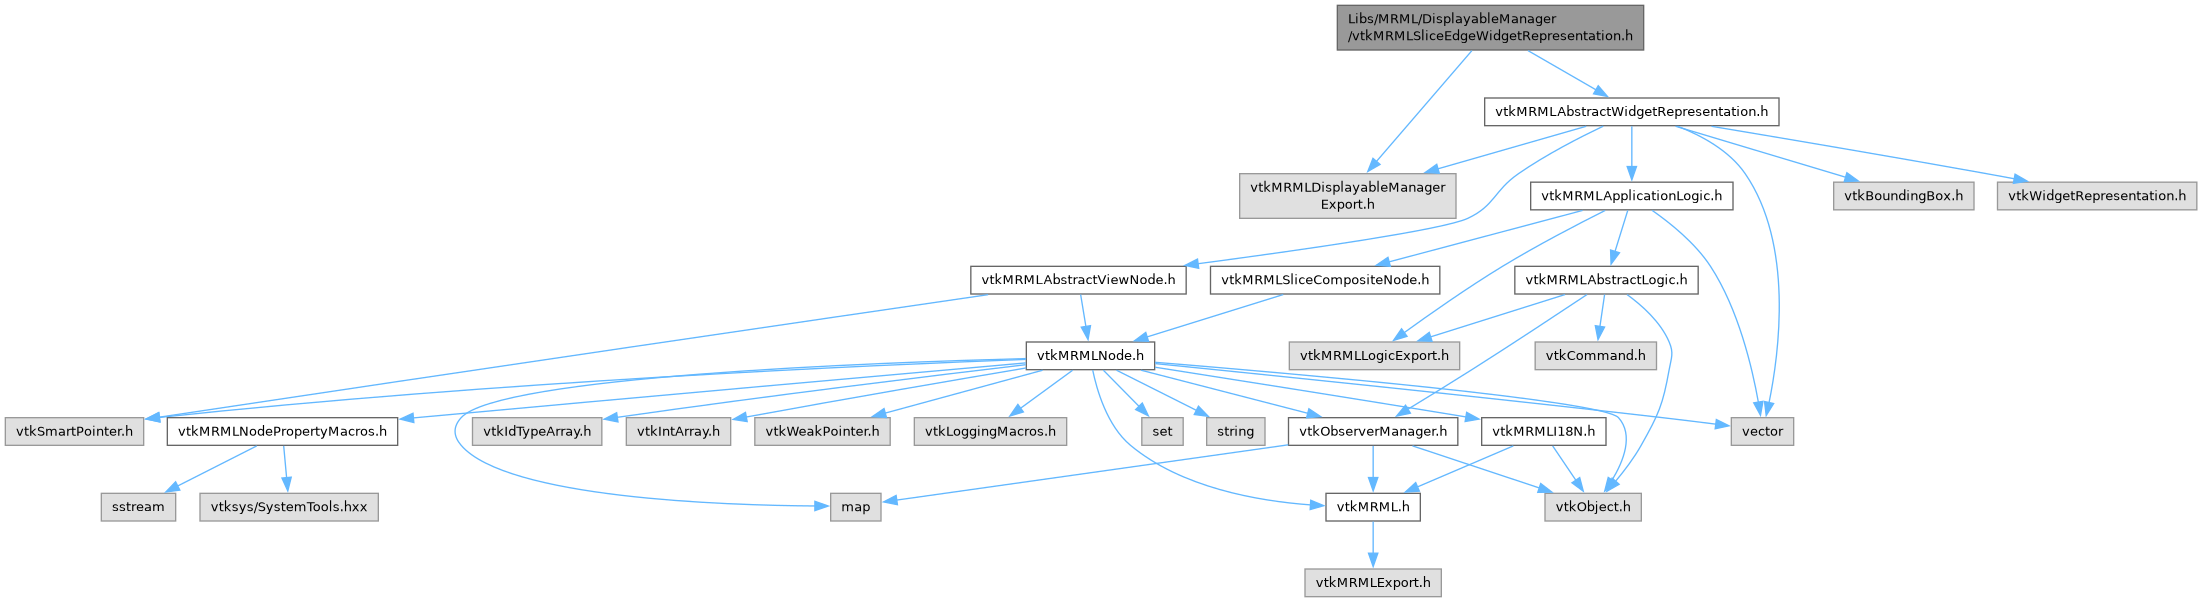 Libs/MRML/DisplayableManager
/vtkMRMLSliceEdgeWidgetRepresentation.h
vtkMRMLAbstractWidgetRepresentation.h
vtkMRMLDisplayableManager
Export.h
vtkMRMLApplicationLogic.h
vtkBoundingBox.h
vtkWidgetRepresentation.h
vtkMRMLAbstractViewNode.h
vtkMRMLSliceCompositeNode.h
vtkMRMLAbstractLogic.h
vtkMRMLNode.h
vtkMRMLLogicExport.h
vtkCommand.h
vtkSmartPointer.h
vtkMRMLNodePropertyMacros.h
vtkIdTypeArray.h
vtkIntArray.h
vtkWeakPointer.h
vtkLoggingMacros.h
set
string
vtkObserverManager.h
vtkMRMLI18N.h
vector
sstream
vtksys/SystemTools.hxx
map
vtkMRML.h
vtkObject.h
vtkMRMLExport.h